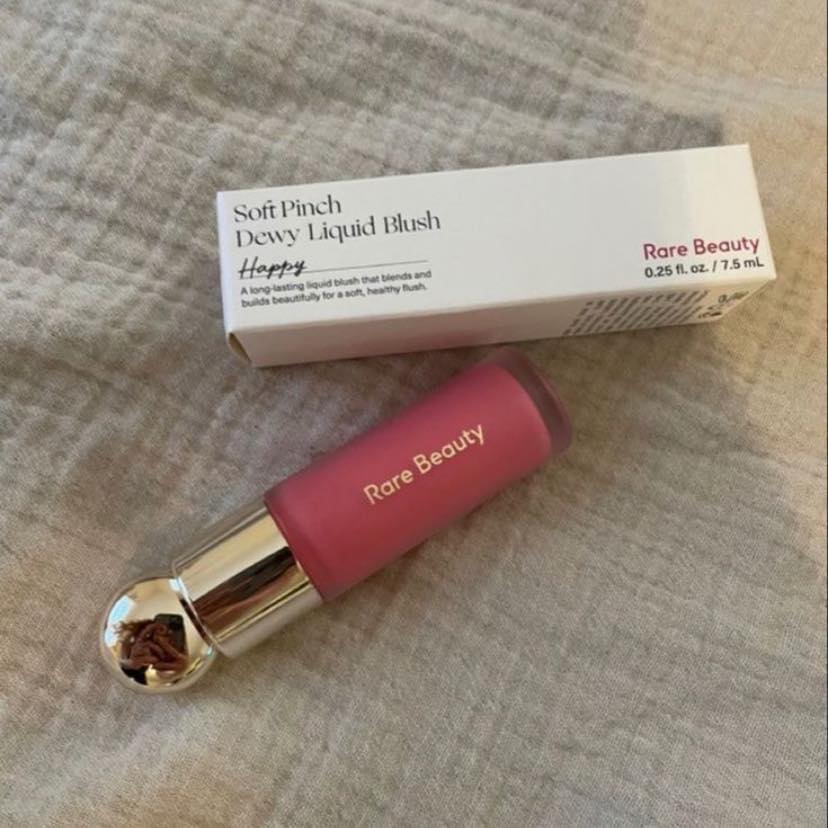 Soft Pinch
Dewy Liquid Blush
Happy
A long-lasting liquid blush that blends and
builds beautifully for a soft, healthy flush.
Rare Beauty
0.25 fl. oz. / 7.5 mL
Rare Beauty